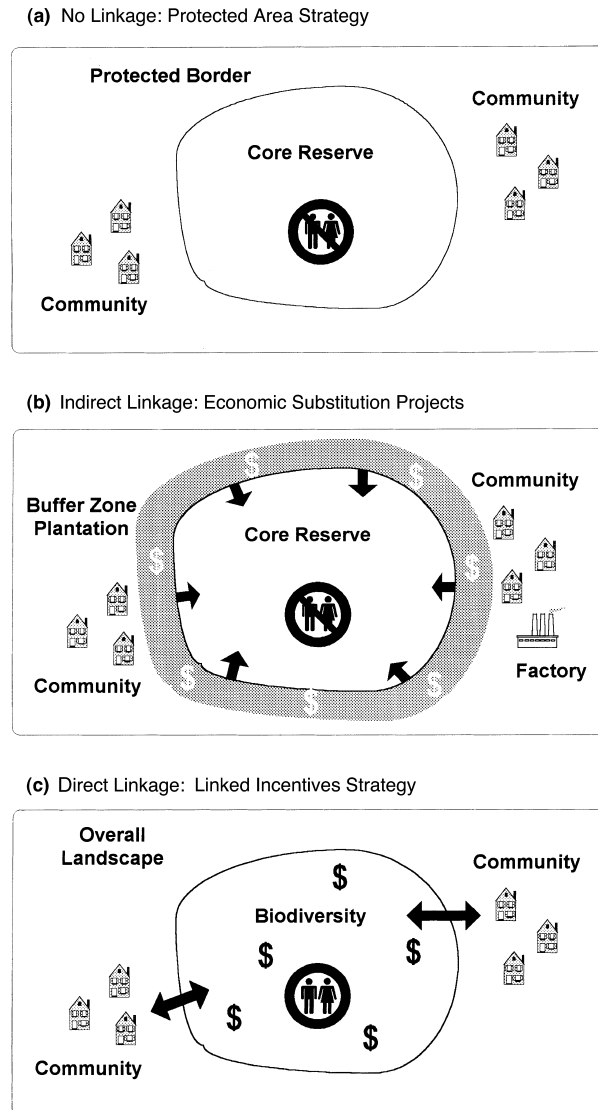 (a) No Linkage: Protected Area Strategy
Protected Border
Community
Core Reserve
Community
(b) Indirect Linkage: Economic Substitution Projects
$
$
Community
Buffer Zone
Plantation
Core Reserve
$
$
Community
$
$
$
Factory
(c) Direct Linkage: Linked Incentives Strategy
Overall
Landscape
Community
$
Biodiversity
$
$
$
$
Community